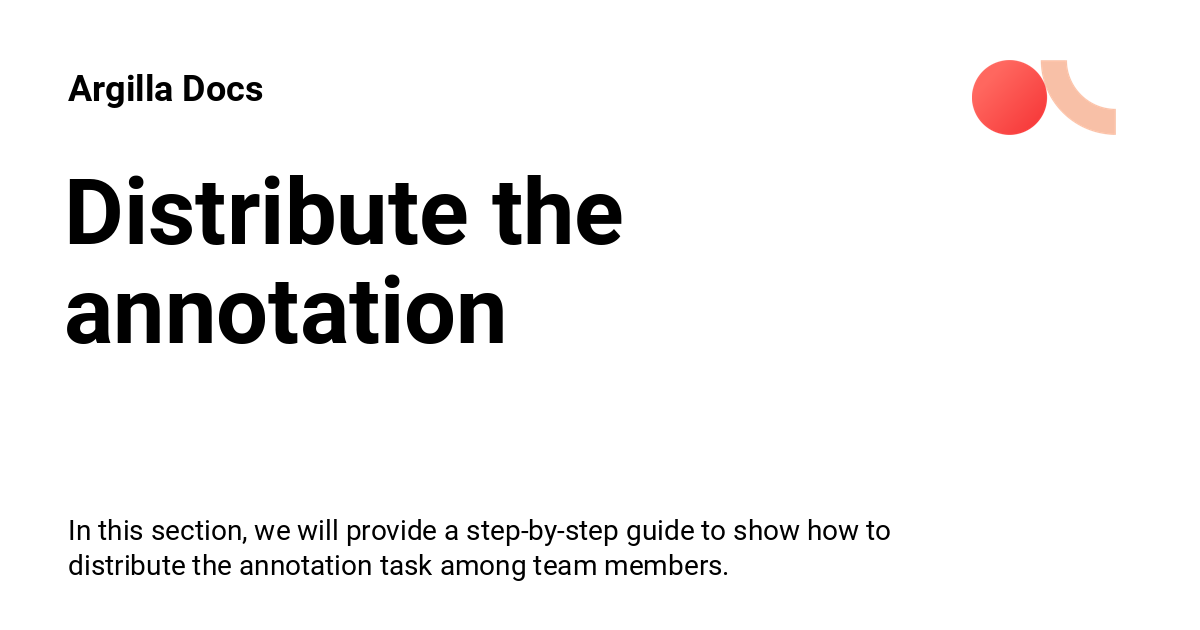 Argilla Docs
Distribute the
annotation
In this section, we will provide a step-by-step guide to show how to
distribute the annotation task among team members.